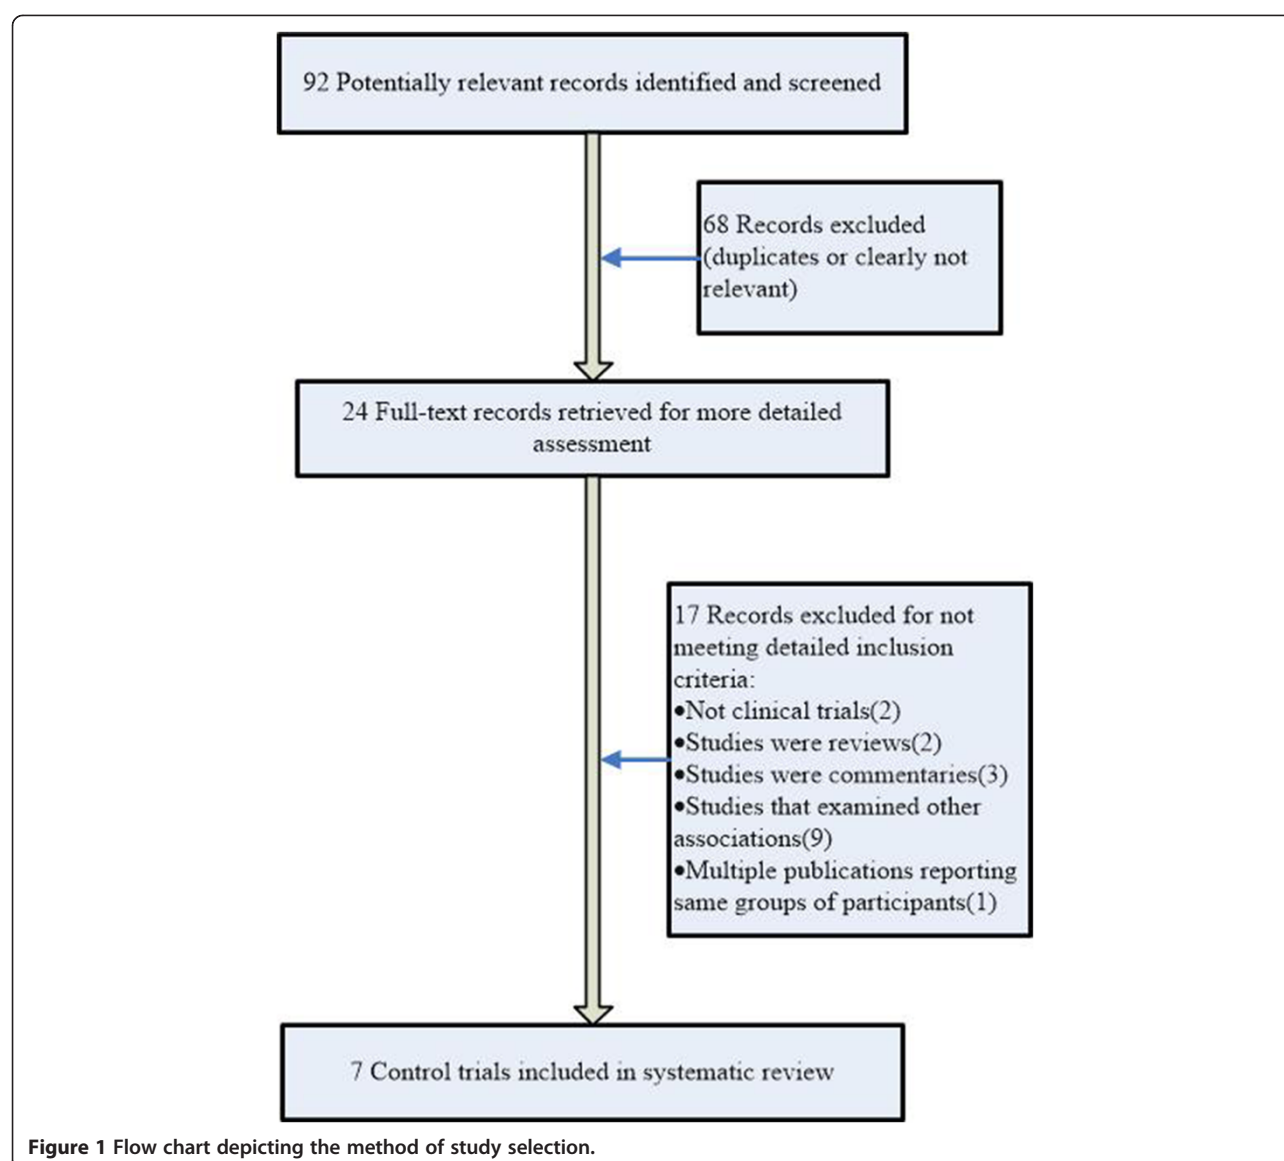 92 Potentially relevant records identified and screened
68 Records excluded
(duplicates or clearly not
relevant)
24 Full-text records retrieved for more detailed
assessment
17 Records excluded for not
meeting detailed inclusion
criteria:
•Not clinical trials(2)
•Studies were reviews(2)
•Studies were commentaries(3)
•Studies that examined other
associations(9)
•Multiple publications reporting
same groups of participants(1)
7 Control trials included in systematic review
Figure 1 Flow chart depicting the method of study selection.